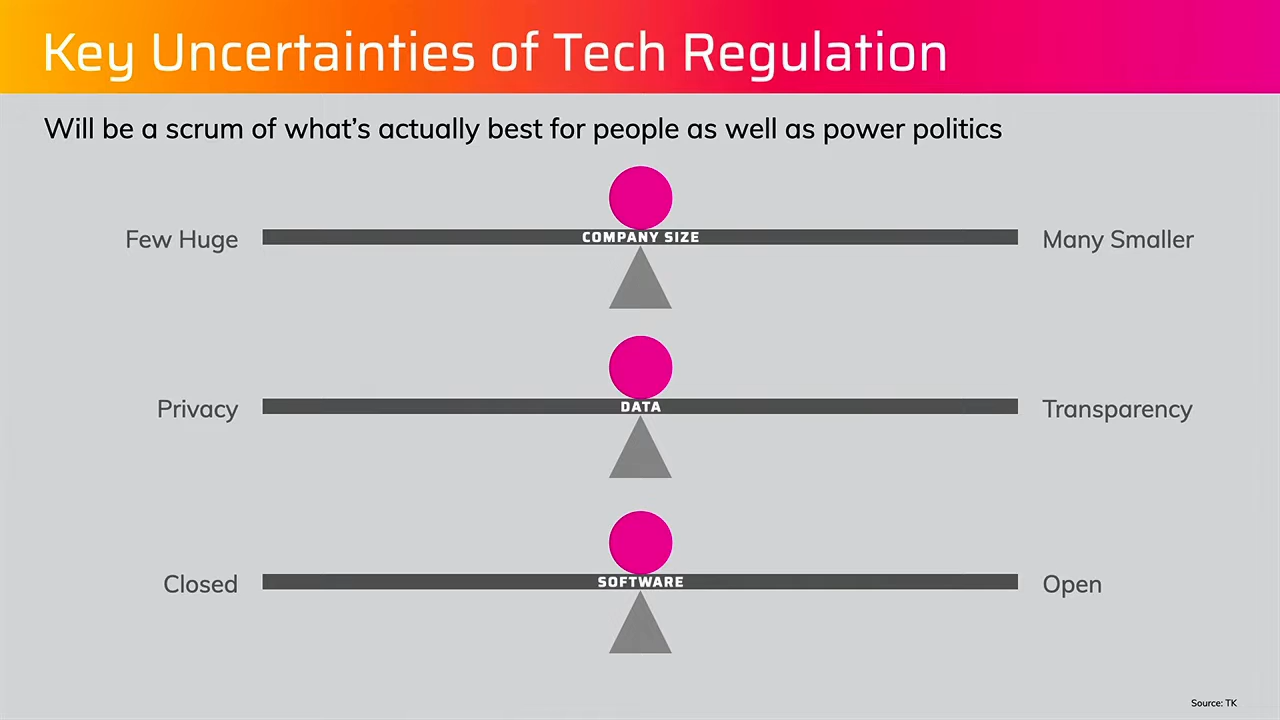 Key Uncertainties of Tech Regulation
Will be a scrum of what's actually best for people as well as power politics
Few Huge
COMPANY SIZE
Many Smaller
Privacy
DATA
Transparency
Closed
SOFTWARE
Open
Source: TK